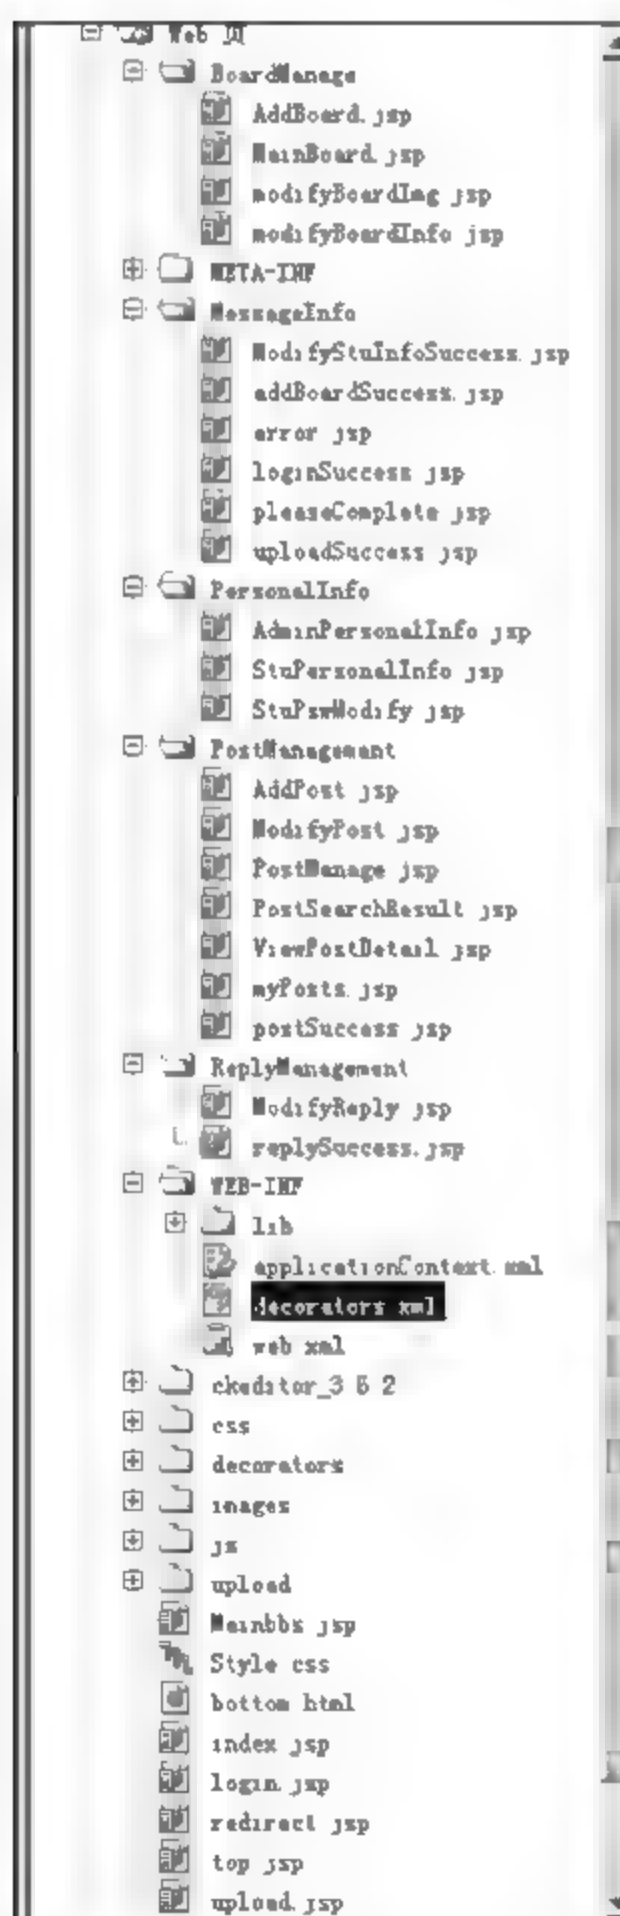 Web 页
BoardManage
AddBoard.jsp
MainBoard.jsp
modifyBoardImg.jsp
modifyBoardInfo.jsp
META-INF
MessageInfo
ModifyStuInfoSuccess.jsp
addBoardSuccess.jsp
error.jsp
loginSuccess.jsp
pleaseComplete.jsp
uploadSuccess.jsp
PersonalInfo
AdminPersonalInfo.jsp
StuPersonalInfo.jsp
StuPswModify.jsp
PostManagement
AddPost.jsp
ModifyPost.jsp
PostManage.jsp
PostSearchResult.jsp
ViewPostDetail.jsp
myPosts.jsp
postSuccess.jsp
ReplyManagement
ModifyReply.jsp
replySuccess.jsp
WEB-INF
lib
applicationContext.xml
decorators.xml
web.xml
ckeditor_3.5.2
css
decorators
images
js
upload
Mainbbs.jsp
Style.css
bottom.html
index.jsp
login.jsp
redirect.jsp
top.jsp
upload.jsp